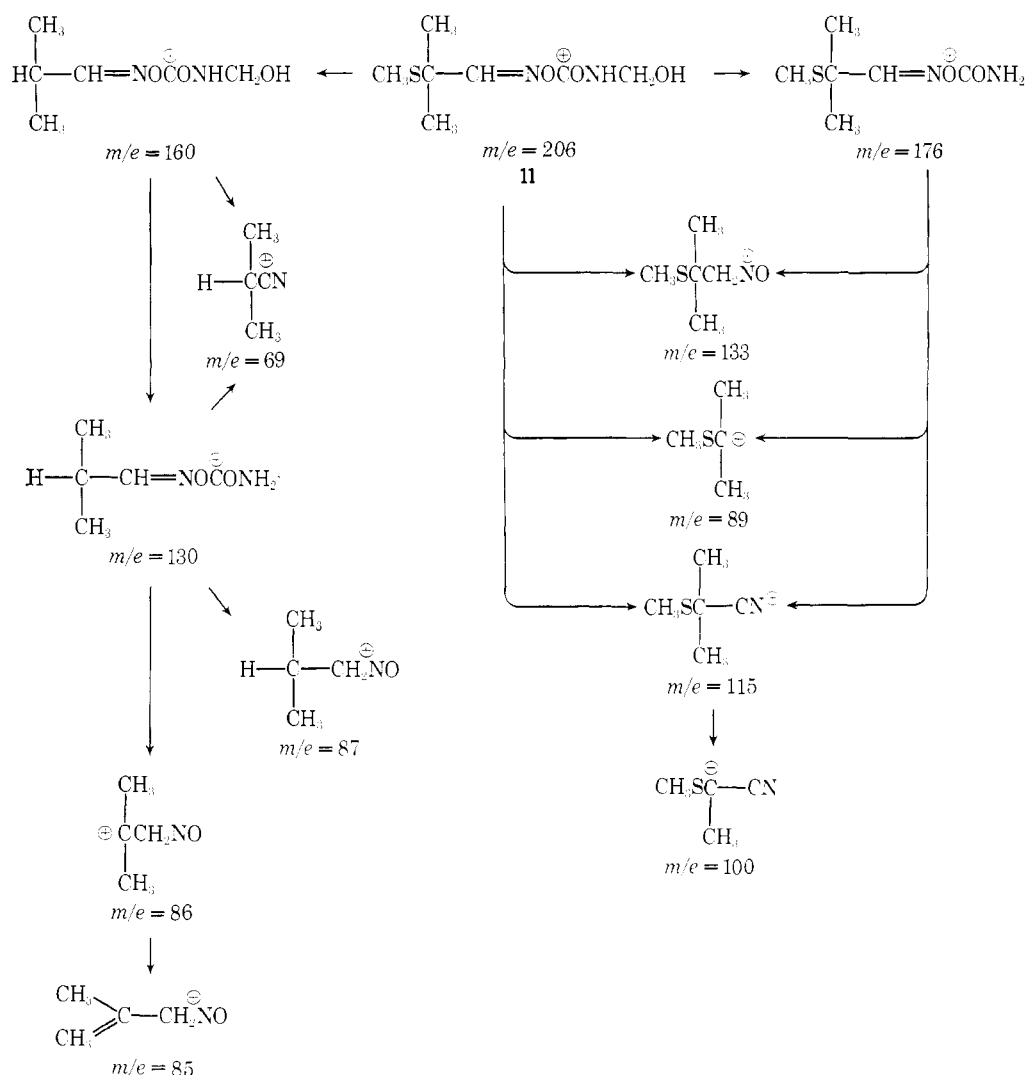 CH₃ CH₃ CH₃
H—C—CH=NOCONHCH₂OH CH₃SC—CH=NOCONHCH₂OH CH₃SC—CH=NOCONH₂
⊕
CH₃ CH₃ CH₃
m/e = 160 m/e = 206 m/e = 176
11
CH₃
⊕
H—CCN
CH₃
m/e = 69
CH₃
CH₃SCCH₂NO
CH₃
m/e = 133
CH₃
CH₃SC
CH₃
m/e = 89
CH₃
H—C—CH=NOCONH₂
CH₃
m/e = 130
CH₃
CH₃SC—CN
CH₃
m/e = 115
CH₃
⊕
H—C—CH₂NO
CH₃
m/e = 87
CH₃SC—CN
CH₃
m/e = 100
CH₃
⊕CCH₂NO
CH₃
m/e = 86
CH₃
C—CH₂NO
CH₃
m/e = 85